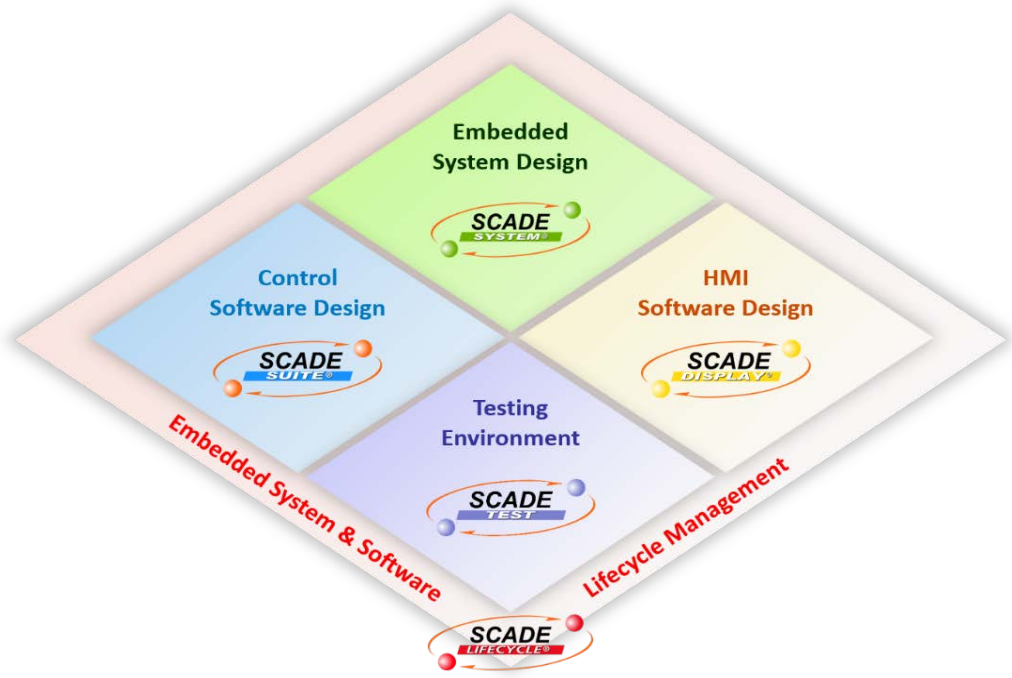 Embedded
System Design
SCADE
SYSTEM®
Control
Software Design
SCADE
SUITE®
HMI
Software Design
SCADE
DISPLAY®
Testing
Environment
SCADE
TEST
Embedded System & Software
Lifecycle Management
SCADE
LIFECYCLE®